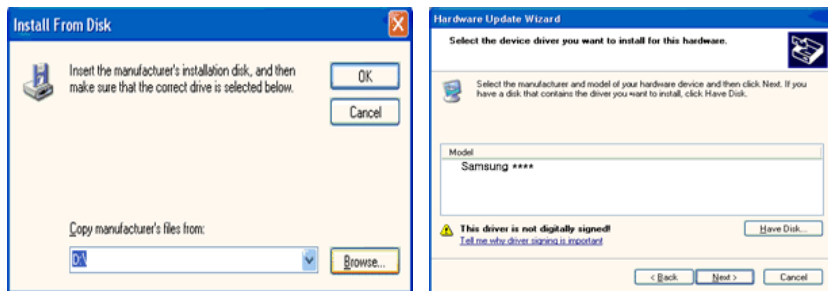 Install From Disk
Insert the manufacturer's installation disk, and then
make sure that the correct drive is selected below.
OK
Cancel
Copy manufacturer's files from:
D:\
Browse...
Hardware Update Wizard
Select the device driver you want to install for this hardware.
Select the manufacturer and model of your hardware device and then click Next. If you
have a disk that contains the driver you want to install, click Have Disk.
Model
Samsung ****
This driver is not digitally signed!
Tell me why driver signing is important
Have Disk...
< Back
Next >
Cancel